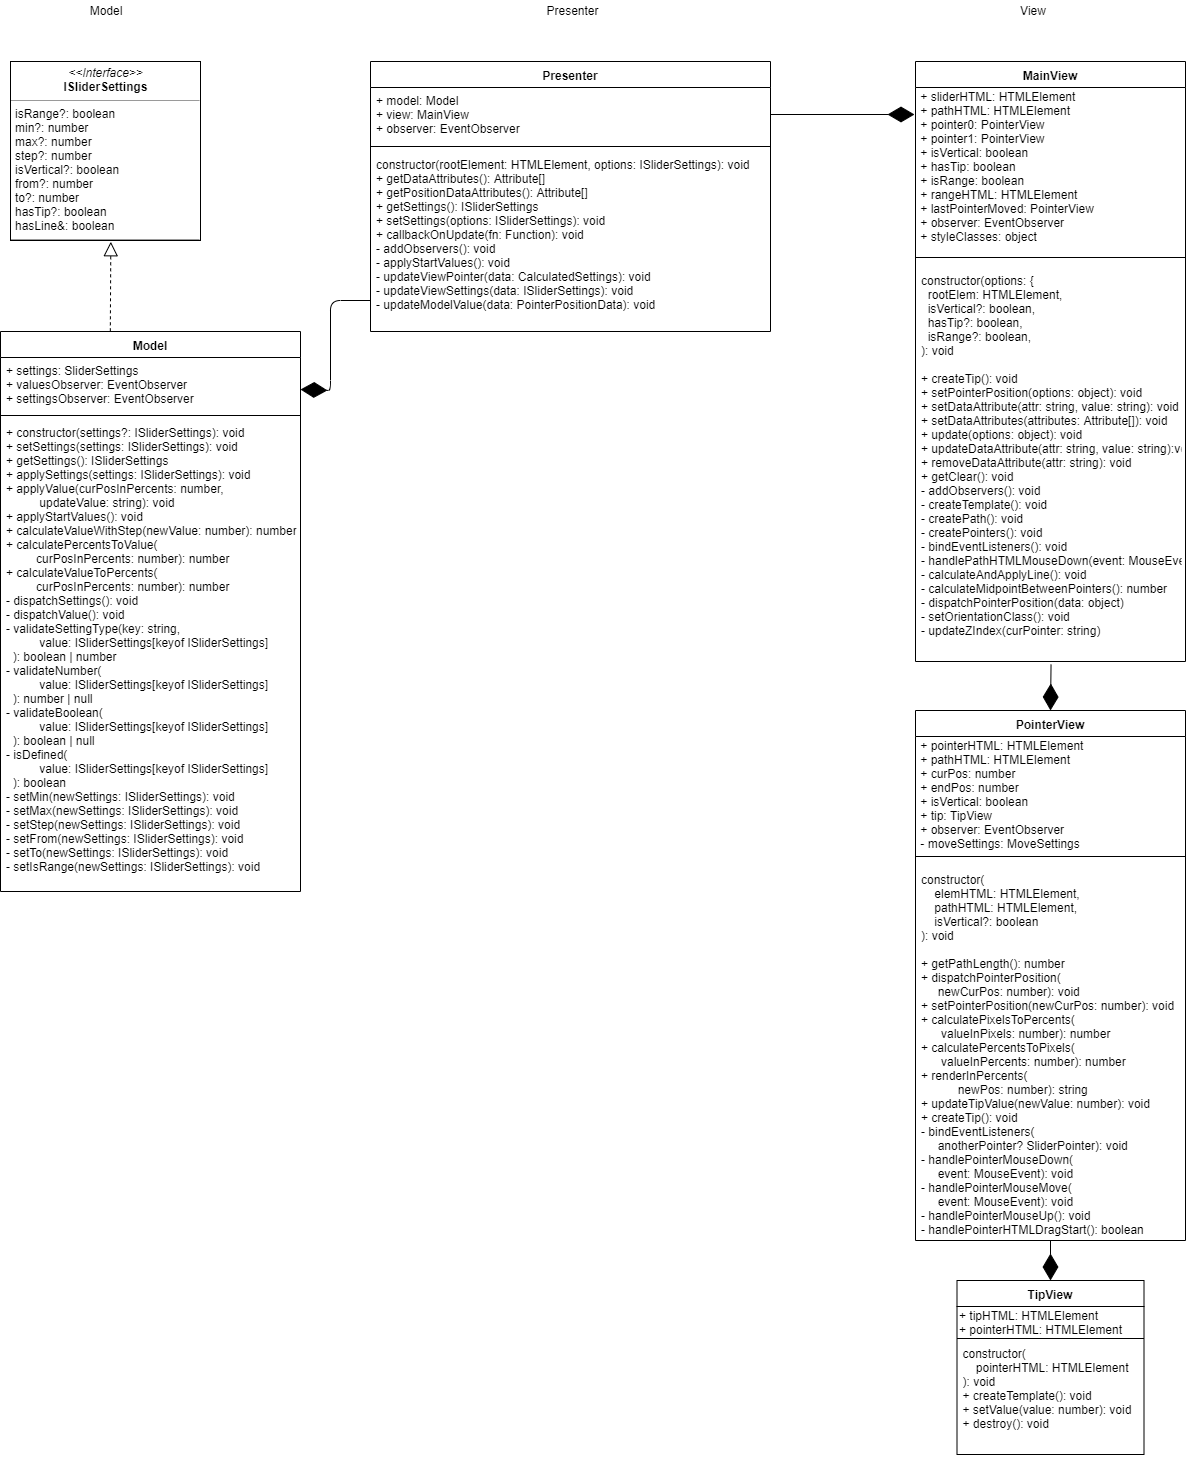 Model
Presenter
View
<<Interface>>
ISliderSettings
isRange?: boolean
min?: number
max?: number
step?: number
isVertical?: boolean
from?: number
to?: number
hasTip?: boolean
hasLine&: boolean
Model
+ settings: SliderSettings
+ valuesObserver: EventObserver
+ settingsObserver: EventObserver
+ constructor(settings?: ISliderSettings): void
+ setSettings(settings: ISliderSettings): void
+ getSettings(): ISliderSettings
+ applySettings(settings: ISliderSettings): void
+ applyValue(curPosInPercents: number,
updateValue: string): void
+ applyStartValues(): void
+ calculateValueWithStep(newValue: number): number
+ calculatePercentsToValue(
curPosInPercents: number): number
+ calculateValueToPercents(
curPosInPercents: number): number
- dispatchSettings(): void
- dispatchValue(): void
- validateSettingType(key: string,
value: ISliderSettings[keyof ISliderSettings]
): boolean | number
- validateNumber(
value: ISliderSettings[keyof ISliderSettings]
): number | null
- validateBoolean(
value: ISliderSettings[keyof ISliderSettings]
): boolean | null
- isDefined(
value: ISliderSettings[keyof ISliderSettings]
): boolean
- setMin(newSettings: ISliderSettings): void
- setMax(newSettings: ISliderSettings): void
- setStep(newSettings: ISliderSettings): void
- setFrom(newSettings: ISliderSettings): void
- setTo(newSettings: ISliderSettings): void
- setIsRange(newSettings: ISliderSettings): void
Presenter
+ model: Model
+ view: MainView
+ observer: EventObserver
constructor(rootElement: HTMLElement, options: ISliderSettings): void
+ getDataAttributes(): Attribute[]
+ getPositionDataAttributes(): Attribute[]
+ getSettings(): ISliderSettings
+ setSettings(options: ISliderSettings): void
+ callbackOnUpdate(fn: Function): void
- addObservers(): void
- applyStartValues(): void
- updateViewPointer(data: CalculatedSettings): void
- updateViewSettings(data: ISliderSettings): void
- updateModelValue(data: PointerPositionData): void
MainView
+ sliderHTML: HTMLElement
+ pathHTML: HTMLElement
+ pointer0: PointerView
+ pointer1: PointerView
+ isVertical: boolean
+ hasTip: boolean
+ isRange: boolean
+ rangeHTML: HTMLElement
+ lastPointerMoved: PointerView
+ observer: EventObserver
+ styleClasses: object
constructor(options: {
rootElem: HTMLElement,
isVertical?: boolean,
hasTip?: boolean,
isRange?: boolean,
): void
+ createTip(): void
+ setPointerPosition(options: object): void
+ setDataAttribute(attr: string, value: string): void
+ setDataAttributes(attributes: Attribute[]): void
+ update(options: object): void
+ updateDataAttribute(attr: string, value: string):v
+ removeDataAttribute(attr: string): void
+ getClear(): void
- addObservers(): void
- createTemplate(): void
- createPath(): void
- createPointers(): void
- bindEventListeners(): void
- handlePathHTMLMouseDown(event: MouseEve
- calculateAndApplyLine(): void
- calculateMidpointBetweenPointers(): number
- dispatchPointerPosition(data: object)
- setOrientationClass(): void
- updateZIndex(curPointer: string)
PointerView
+ pointerHTML: HTMLElement
+ pathHTML: HTMLElement
+ curPos: number
+ endPos: number
+ isVertical: boolean
+ tip: TipView
+ observer: EventObserver
- moveSettings: MoveSettings
constructor(
elemHTML: HTMLElement,
pathHTML: HTMLElement,
isVertical?: boolean
): void
+ getPathLength(): number
+ dispatchPointerPosition(
newCurPos: number): void
+ setPointerPosition(newCurPos: number): void
+ calculatePixelsToPercents(
valueInPixels: number): number
+ calculatePercentsToPixels(
valueInPercents: number): number
+ renderInPercents(
newPos: number): string
+ updateTipValue(newValue: number): void
+ createTip(): void
- bindEventListeners(
anotherPointer? SliderPointer): void
- handlePointerMouseDown(
event: MouseEvent): void
- handlePointerMouseMove(
event: MouseEvent): void
- handlePointerMouseUp(): void
- handlePointerHTMLDragStart(): boolean
TipView
+ tipHTML: HTMLElement
+ pointerHTML: HTMLElement
constructor(
pointerHTML: HTMLElement
): void
+ createTemplate(): void
+ setValue(value: number): void
+ destroy(): void